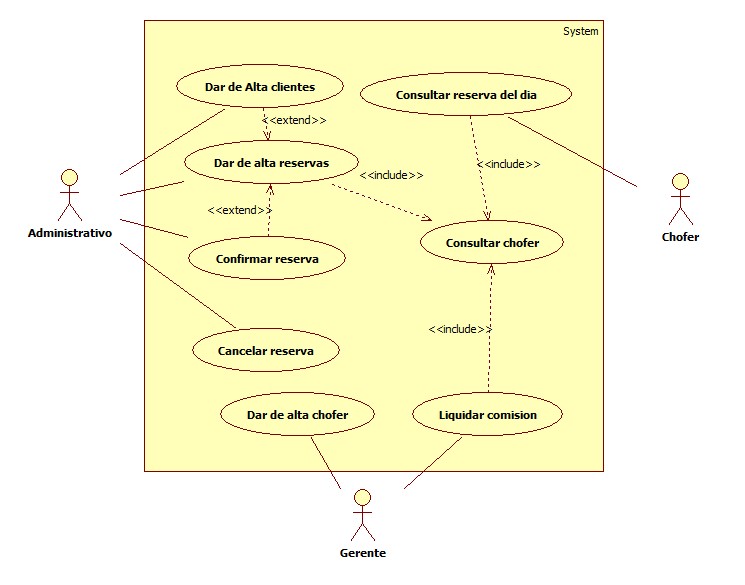 System
Dar de Alta clientes
Consultar reserva del dia
<<extend>>
Dar de alta reservas
<<include>>
<<include>>
Administrativo
<<extend>>
Consultar chofer
Chofer
Confirmar reserva
<<include>>
Cancelar reserva
Dar de alta chofer
Liquidar comision
Gerente